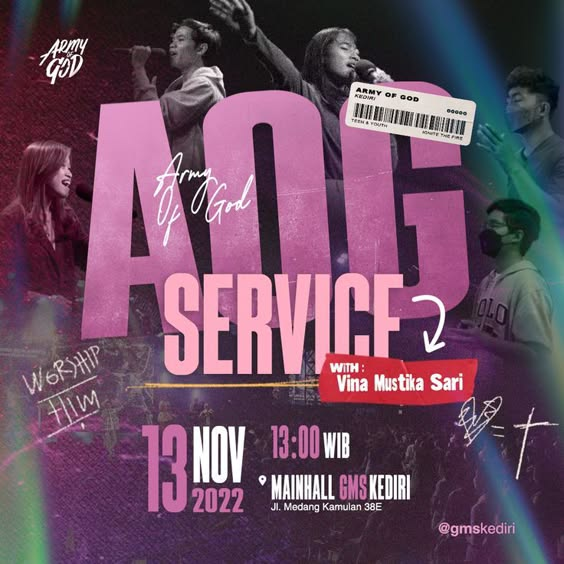 ARMY
OF
GOD
AOG
ARMY OF GOD
KEDIRI
00000
TEEN & YOUTH
IGNITE THE FIRE
Army
Of God
SERVICE
WITH :
Vina Mustika Sari
WORSHIP
HIM
13 NOV
2022
13:00 WIB
MAINHALL GMS KEDIRI
Jl. Medang Kamulan 38E
@gmskediri